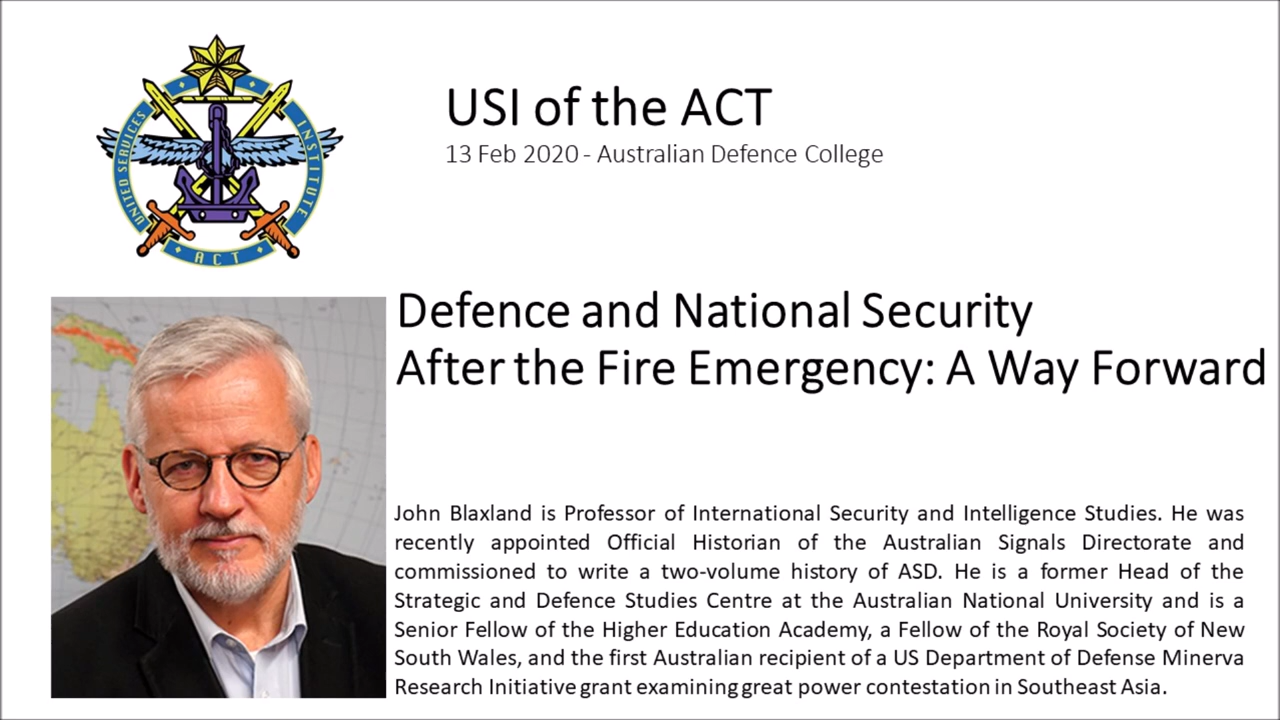 UNITED SERVICES
INSTITUTE
ACT
USI of the ACT
13 Feb 2020 - Australian Defence College
Defence and National Security
After the Fire Emergency: A Way Forward
John Blaxland is Professor of International Security and Intelligence Studies. He was
recently appointed Official Historian of the Australian Signals Directorate and
commissioned to write a two-volume history of ASD. He is a former Head of the
Strategic and Defence Studies Centre at the Australian National University and is a
Senior Fellow of the Higher Education Academy, a Fellow of the Royal Society of New
South Wales, and the first Australian recipient of a US Department of Defense Minerva
Research Initiative grant examining great power contestation in Southeast Asia.